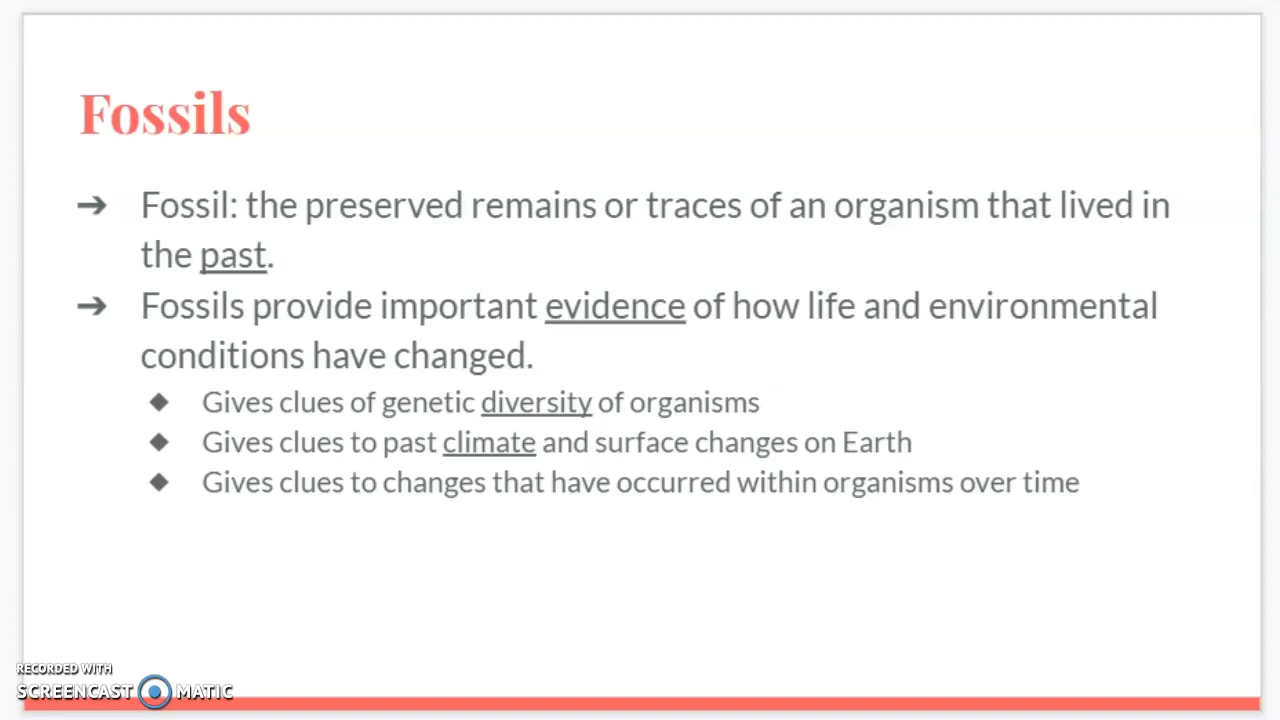 Fossils
➔ Fossil: the preserved remains or traces of an organism that lived in
the past.
➔ Fossils provide important evidence of how life and environmental
conditions have changed.
◆ Gives clues of genetic diversity of organisms
◆ Gives clues to past climate and surface changes on Earth
◆ Gives clues to changes that have occurred within organisms over time
RECORDED WITH
SCREENCAST MATIC